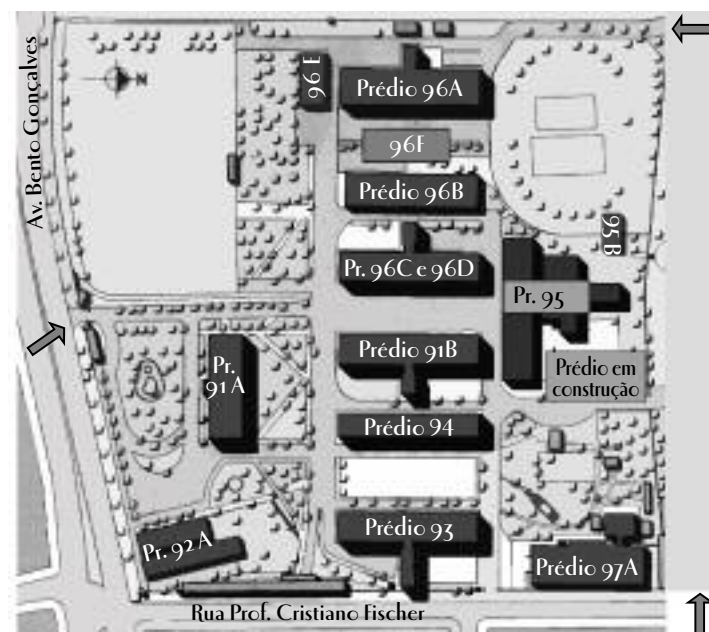 Av. Bento Gonçalves
N
96 E
Prédio 96A
96F
Prédio 96B
95 B
Pr. 96C e 96D
Pr. 95
Prédio 91B
Pr.
91 A
Prédio em
construção
Prédio 94
Prédio 93
Pr. 92 A
Prédio 97A
Rua Prof. Cristiano Fischer